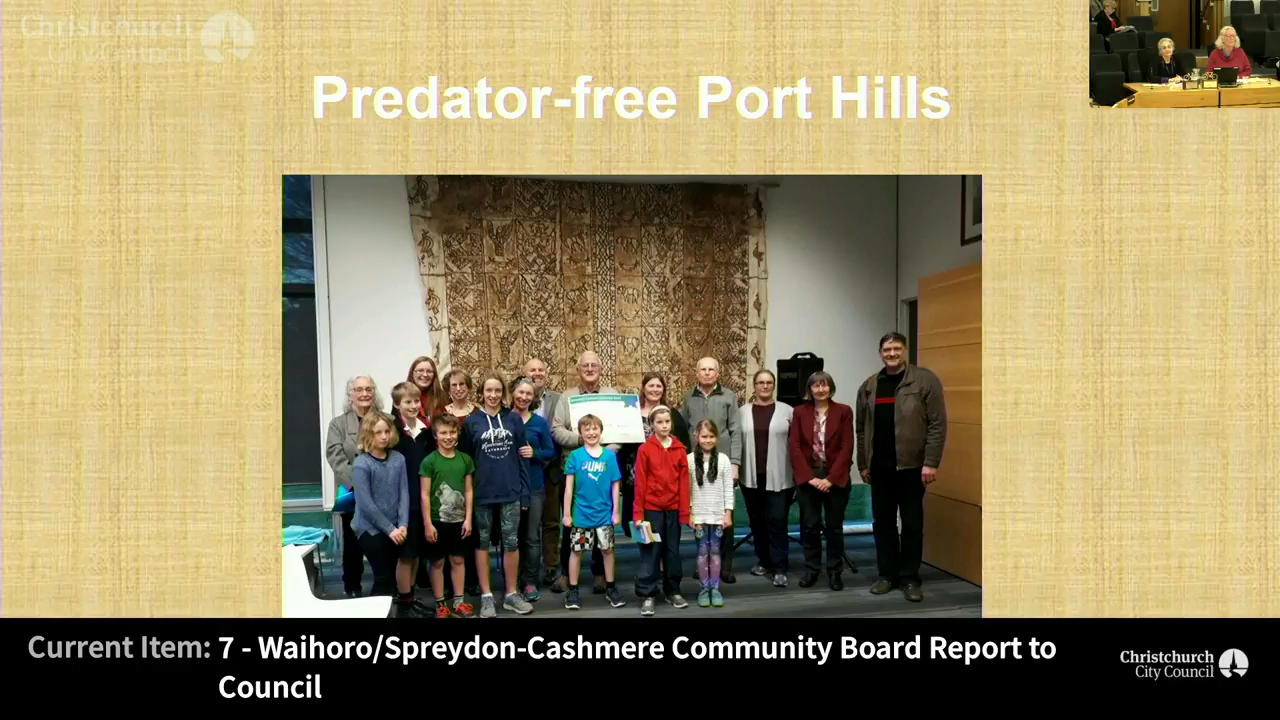 Christchurch
City Council
Predator-free Port Hills
PUMA
Current Item: 7 - Waihoro/Spreydon-Cashmere Community Board Report to
Council
Christchurch
City Council